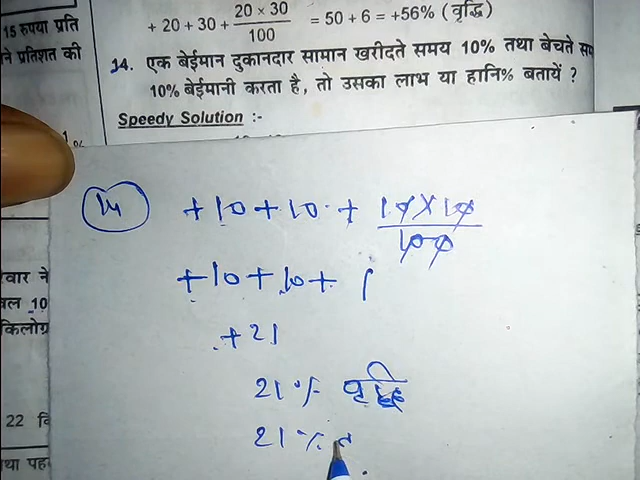 15 रुपया प्रति
ने प्रतिशत की
+ 20 + 30 + 20 × 30 / 100 = 50 + 6 = +56% (वृद्धि)
14. एक बेईमान दुकानदार सामान खरीदते समय 10% तथा बेचते
10% बेईमानी करता है, तो उसका लाभ या हानि% बतायें ?
Speedy Solution :-
14 +10 + 10 + 10 × 10 / 100
+10 + 10 + 1
+ 21
21 % वृद्धि
21 %
वार ने
10
किलोग्र
22
था पह